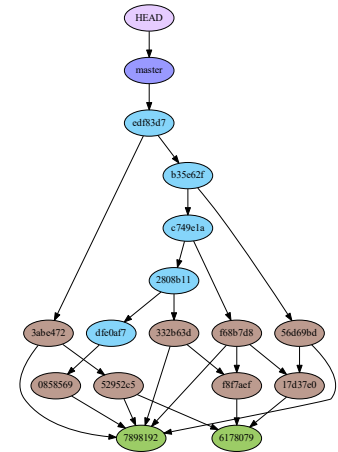 HEAD
master
edf83d7
b35e62f
c749e1a
2808b11
3abe472
dfe0af7
332b63d
f68b7d8
56d69bd
0858569
52952c5
f8f7aef
17d37e0
7898192
6178079